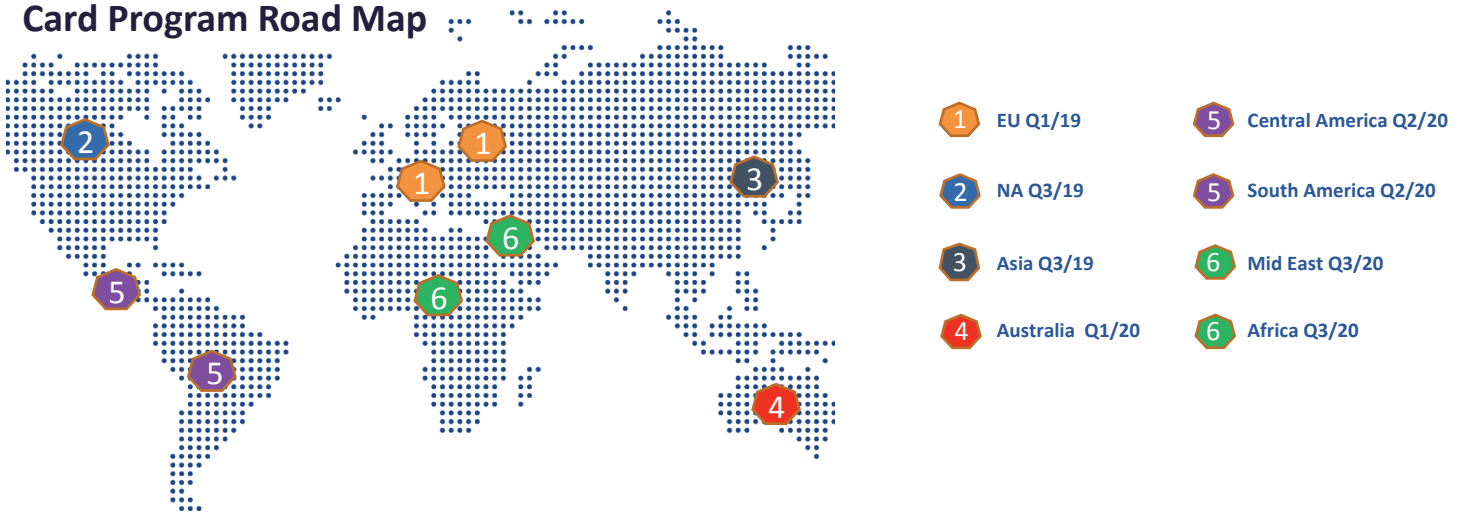 Card Program Road Map
2
1
1
3
6
5
6
5
4
1 EU Q1/19
2 NA Q3/19
3 Asia Q3/19
4 Australia Q1/20
5 Central America Q2/20
5 South America Q2/20
6 Mid East Q3/20
6 Africa Q3/20